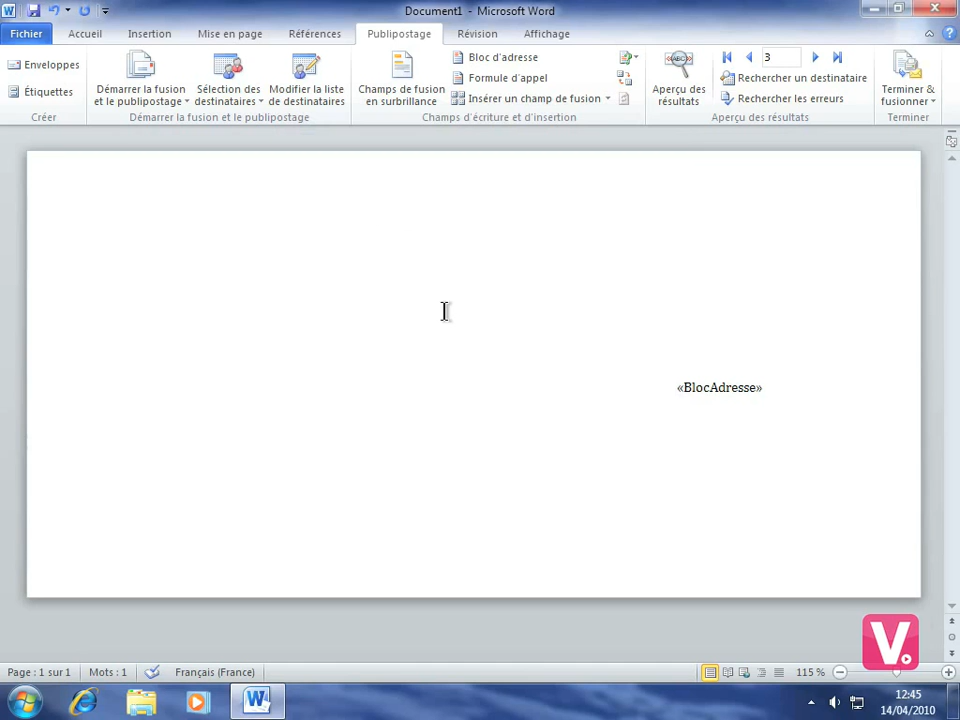 Document1 - Microsoft Word
Fichier Accueil Insertion Mise en page Références Publipostage Révision Affichage
Enveloppes
Étiquettes
Créer
Démarrer la fusion et le publipostage
Sélection des destinataires
Modifier la liste de destinataires
Démarrer la fusion et le publipostage
Champs de fusion en surbrillance
Bloc d'adresse
Formule d'appel
Insérer un champ de fusion
Champs d'écriture et d'insertion
ABC
Aperçu des résultats
3
Rechercher un destinataire
Rechercher les erreurs
Aperçu des résultats
Terminer & fusionner
Terminer
«BlocAdresse»
V
Page : 1 sur 1 Mots : 1 Français (France) 115 %
W
12:45
14/04/2010